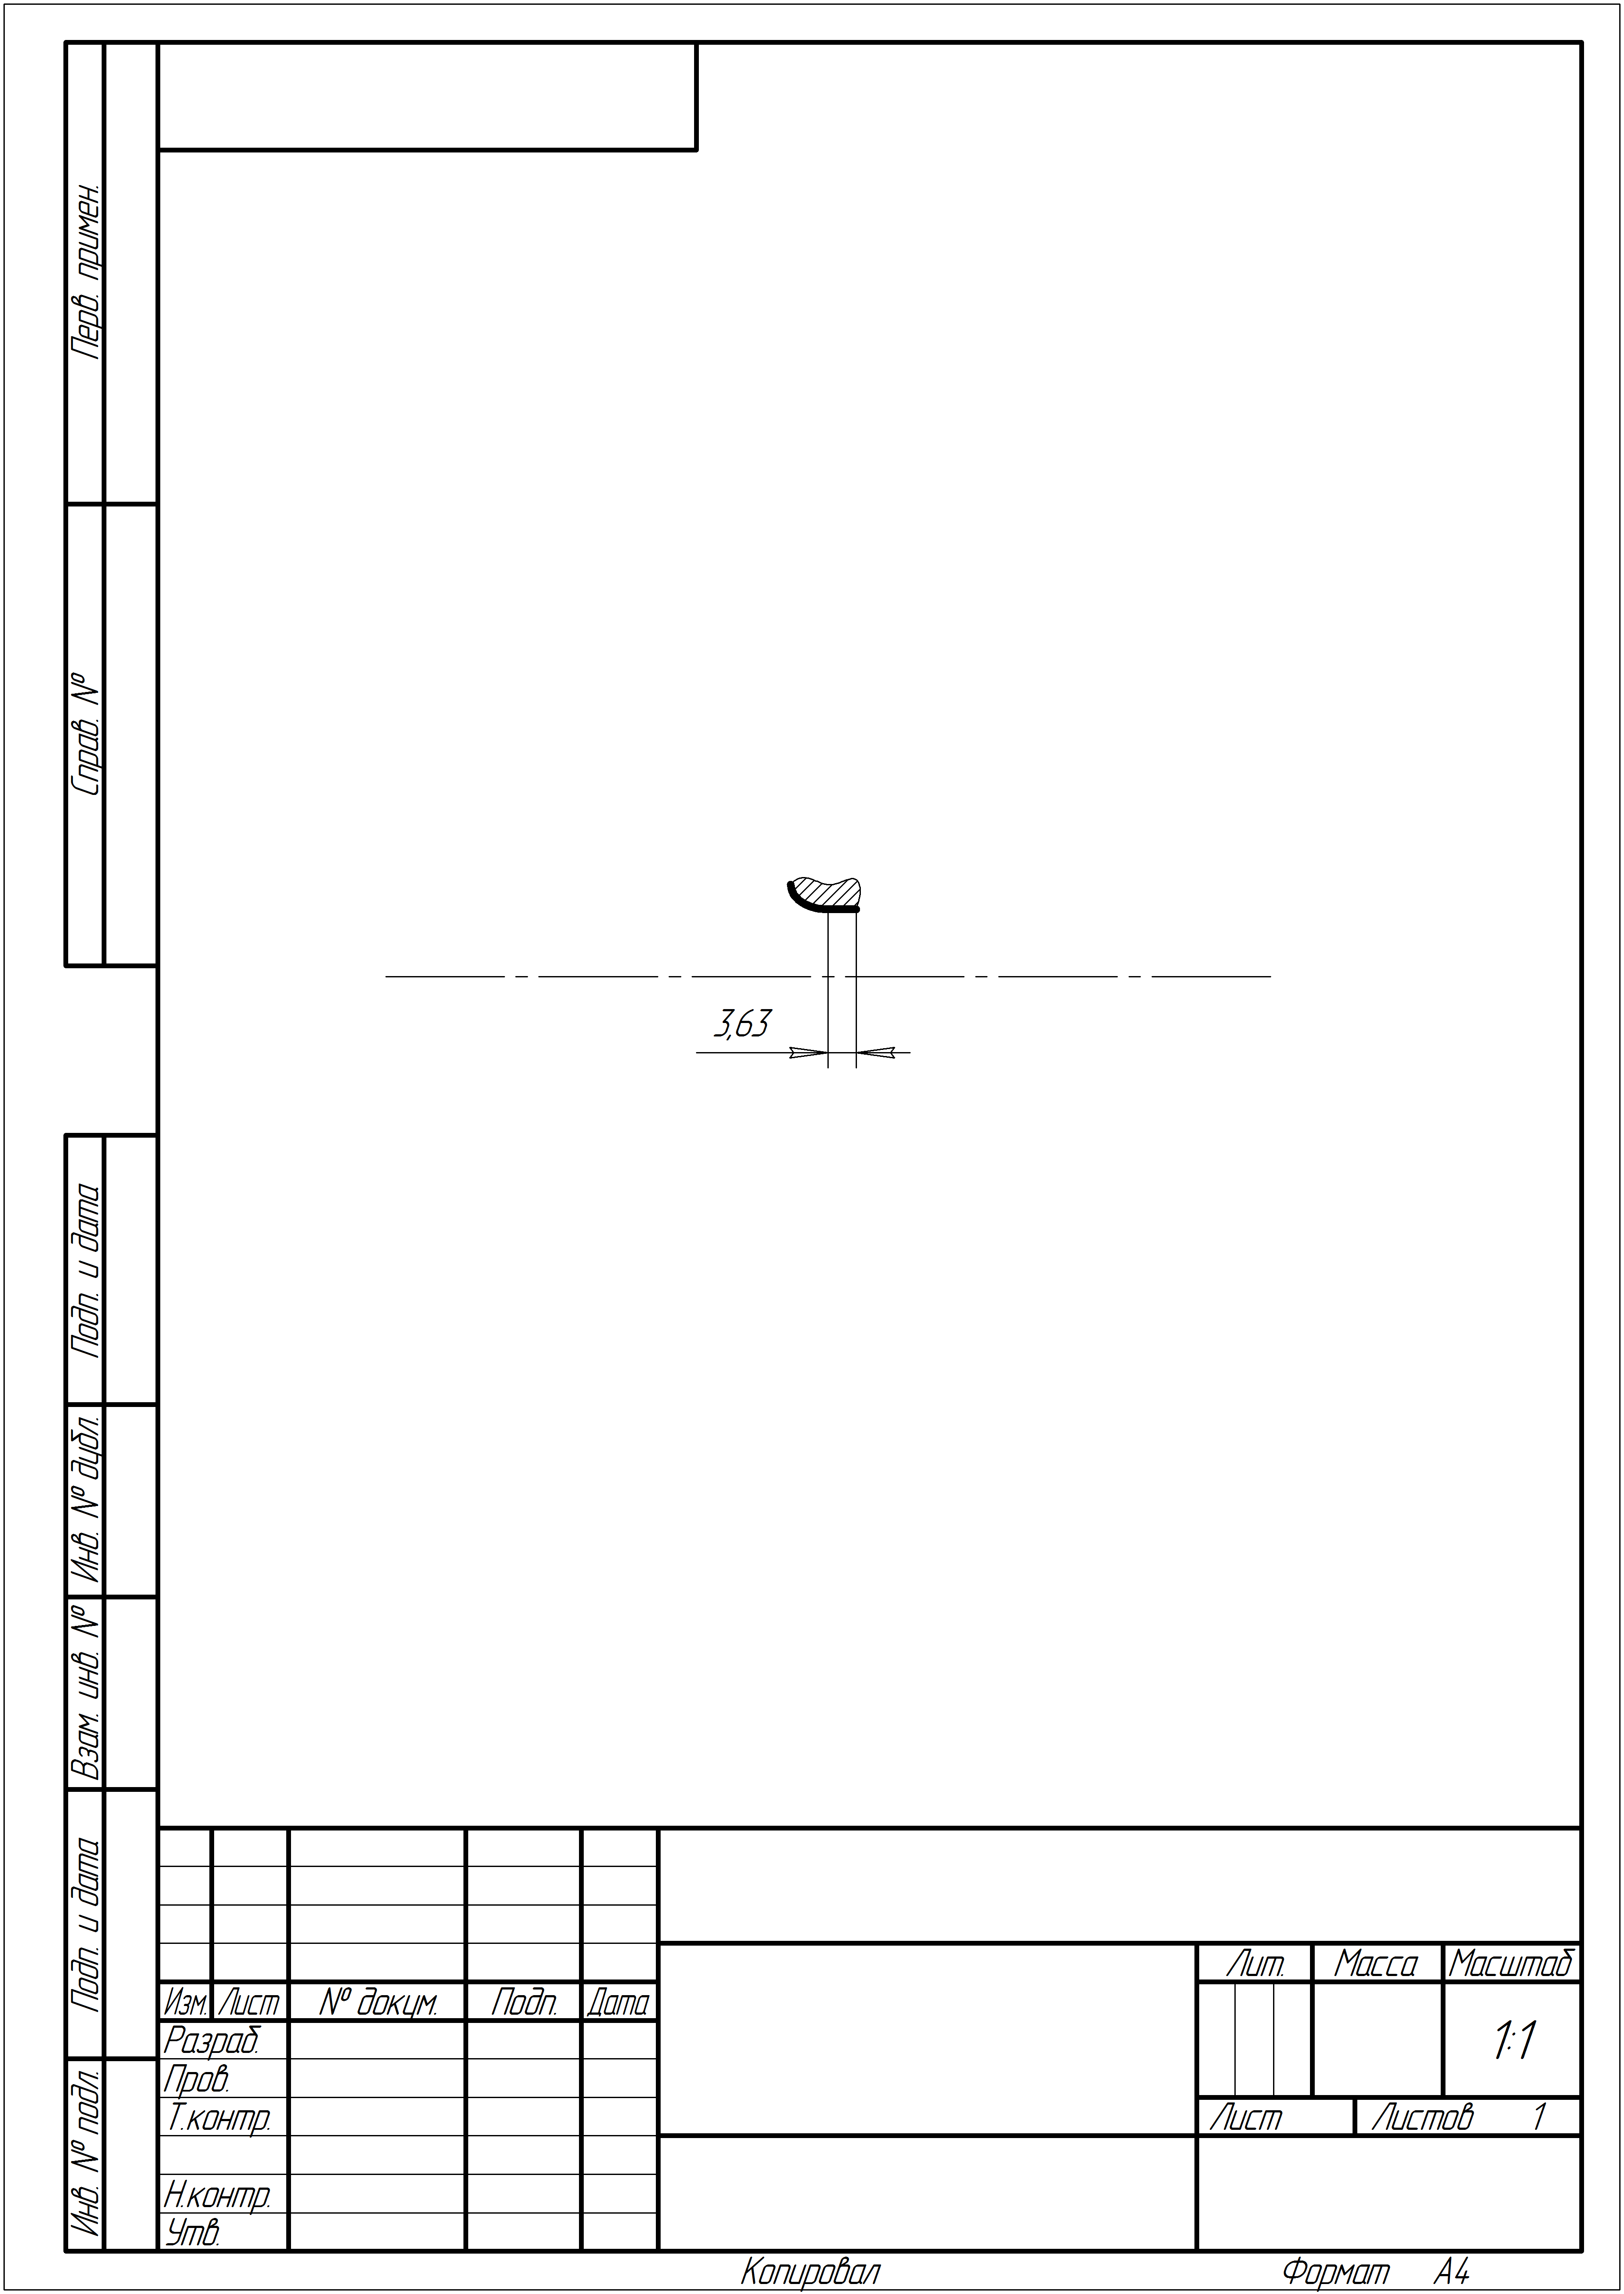 Перв. примен.
Справ. №
3,63
Подп. и дата
Инв. № дубл.
Взам. инв. №
Подп. и дата
Инв. № подл.
Лит. Масса Масштаб
Изм. Лист № докум. Подп. Дата
Разраб.
1:1
Пров.
Т.контр.
Лист Листов 1
Н.контр.
Утв.
Копировал Формат А4